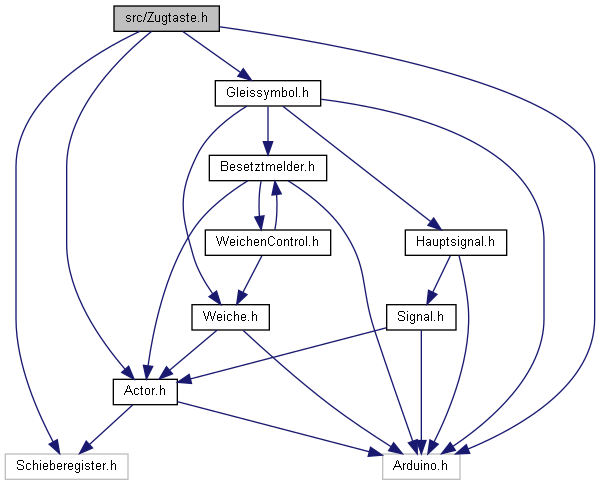 src/Zugtaste.h
Gleissymbol.h
Besetztmelder.h
WeichenControl.h
Hauptsignal.h
Weiche.h
Signal.h
Actor.h
Schieberegister.h
Arduino.h